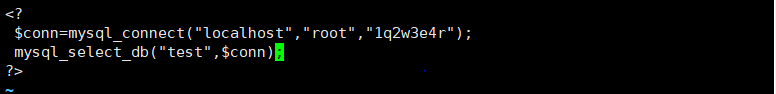 <?
$conn=mysql_connect("localhost","root","1q2w3e4r");
mysql_select_db("test",$conn);
?>
~